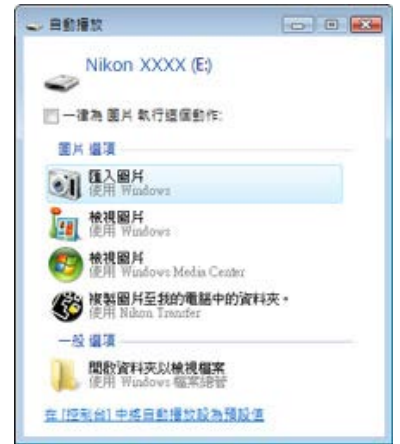 自動播放
Nikon XXXX (E:)
一律為 圖片 執行這個動作:
圖片 選項
匯入圖片
使用 Windows
檢視圖片
使用 Windows
檢視圖片
使用 Windows Media Center
複製圖片至我的電腦中的資料夾。
使用 Nikon Transfer
一般 選項
開啟資料夾以檢視檔案
使用 Windows 檔案總管
在 [控制台] 中將自動播放設為預設值